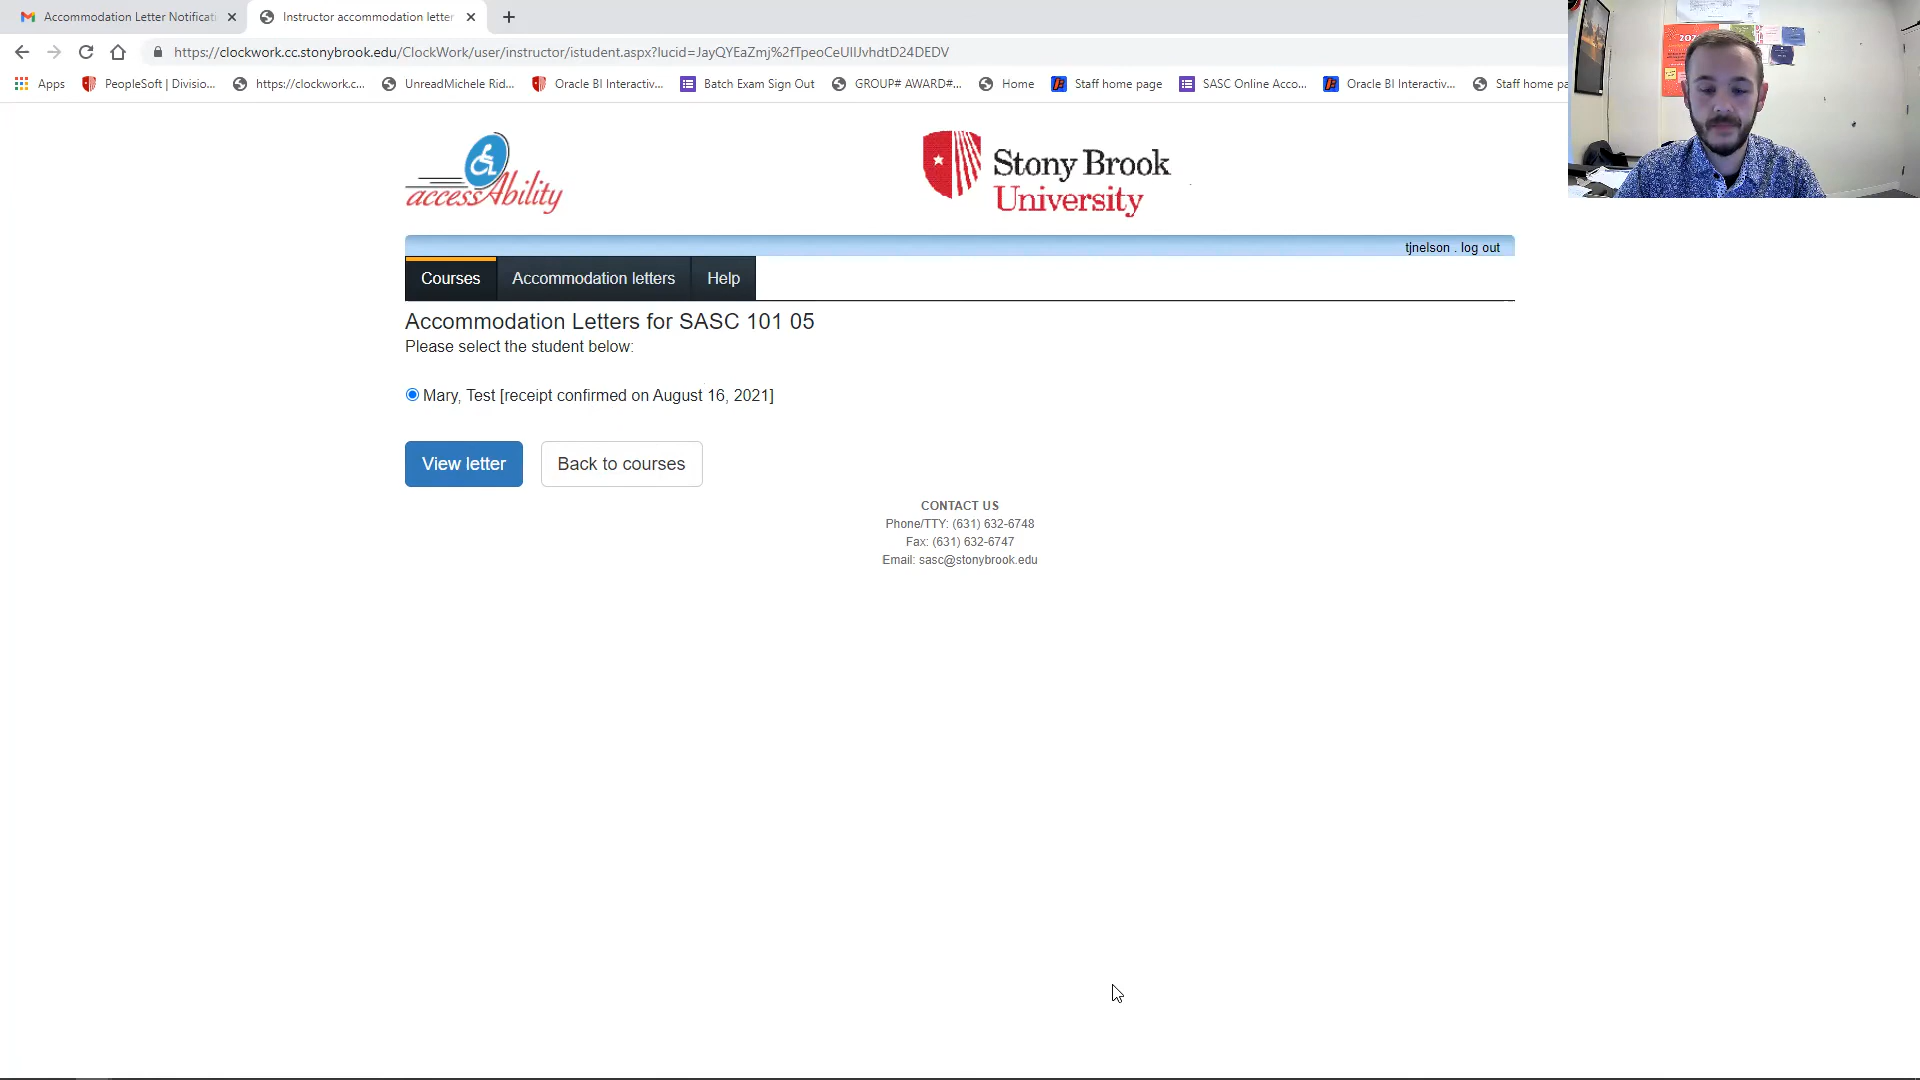 Accommodation Letter Notificati
Instructor accommodation letter
https://clockwork.cc.stonybrook.edu/ClockWork/user/instructor/istudent.aspx?lucid=JayQYEaZmj%2fTpeoCeUIIJvhdtD24DEDV
Apps PeopleSoft | Divisio... https://clockwork.c... UnreadMichele Rid... Oracle BI Interactiv... Batch Exam Sign Out GROUP# AWARD#... Home Staff home page SASC Online Acco... Oracle BI Interactiv... Staff home pa
accessAbility
Stony Brook
University
tjnelson . log out
Courses Accommodation letters Help
Accommodation Letters for SASC 101 05
Please select the student below:
Mary, Test [receipt confirmed on August 16, 2021]
View letter Back to courses
CONTACT US
Phone/TTY: (631) 632-6748
Fax: (631) 632-6747
Email: sasc@stonybrook.edu